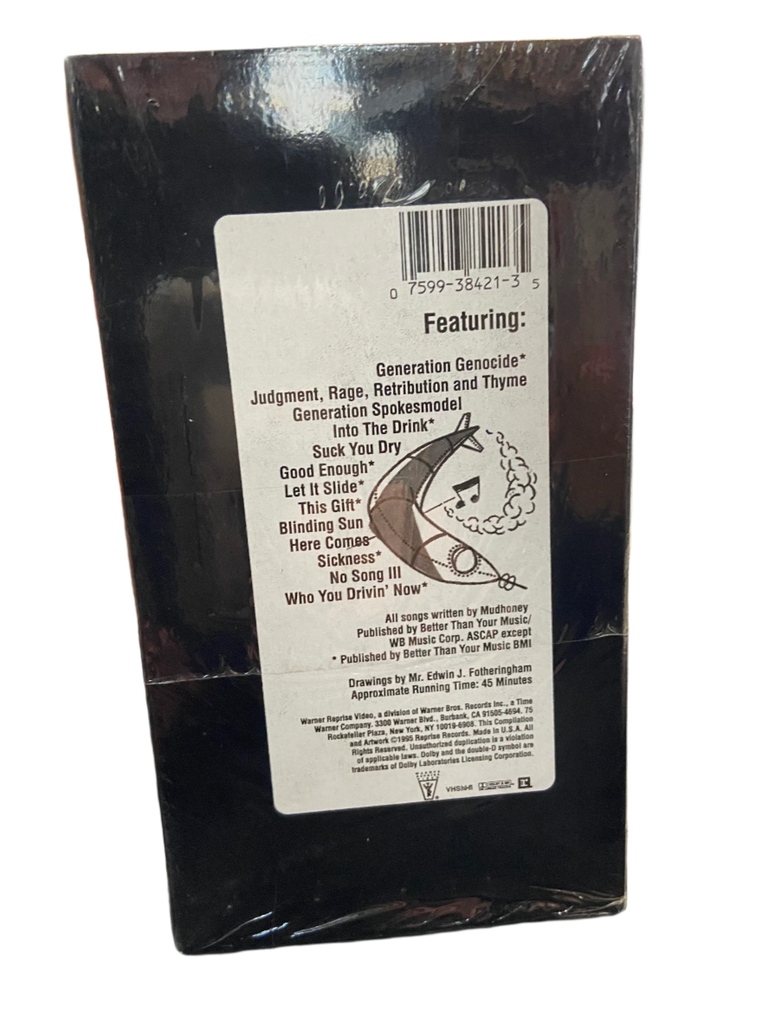 0 7599-38421-3 5
Featuring:
Generation Genocide*
Judgment, Rage, Retribution and Thyme
Generation Spokesmodel
Into The Drink*
Suck You Dry
Good Enough*
Let It Slide*
This Gift*
Blinding Sun
Here Comes
Sickness*
No Song III
Who You Drivin' Now*
All songs written by Mudhoney
Published by Better Than Your Music/
WB Music Corp. ASCAP except
* Published by Better Than Your Music BMI
Drawings by Mr. Edwin J. Fotheringham
Approximate Running Time: 45 Minutes
Warner Reprise Video, a division of Warner Bros. Records Inc., a Time
Warner Company. 3300 Warner Blvd., Burbank, CA 91505-4694. 75
Rockefeller Plaza, New York, NY 10019-6908. This Compilation
and Artwork ©1995 Reprise Records. Made in U.S.A. All
Rights Reserved. Unauthorized duplication is a violation
of applicable laws. Dolby and the double-D symbol are
trademarks of Dolby Laboratories Licensing Corporation.
VHS hi-fi